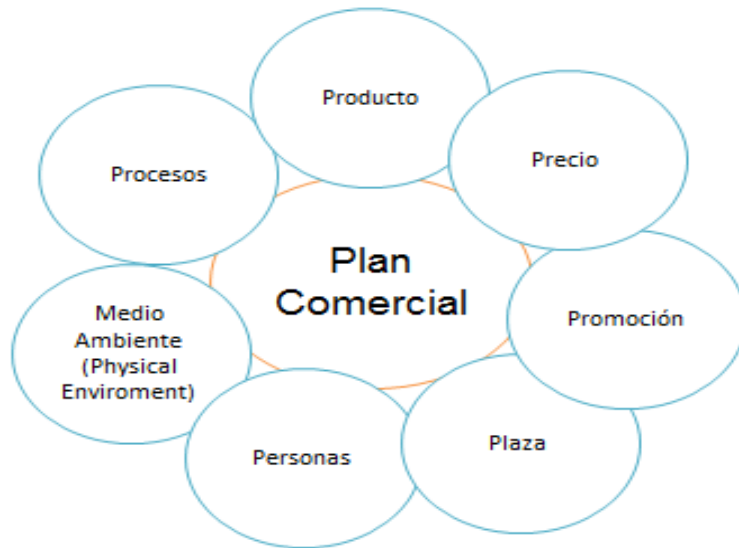 Producto
Precio
Promoción
Plaza
Personas
Medio
Ambiente
(Physical
Enviroment)
Procesos
Plan
Comercial